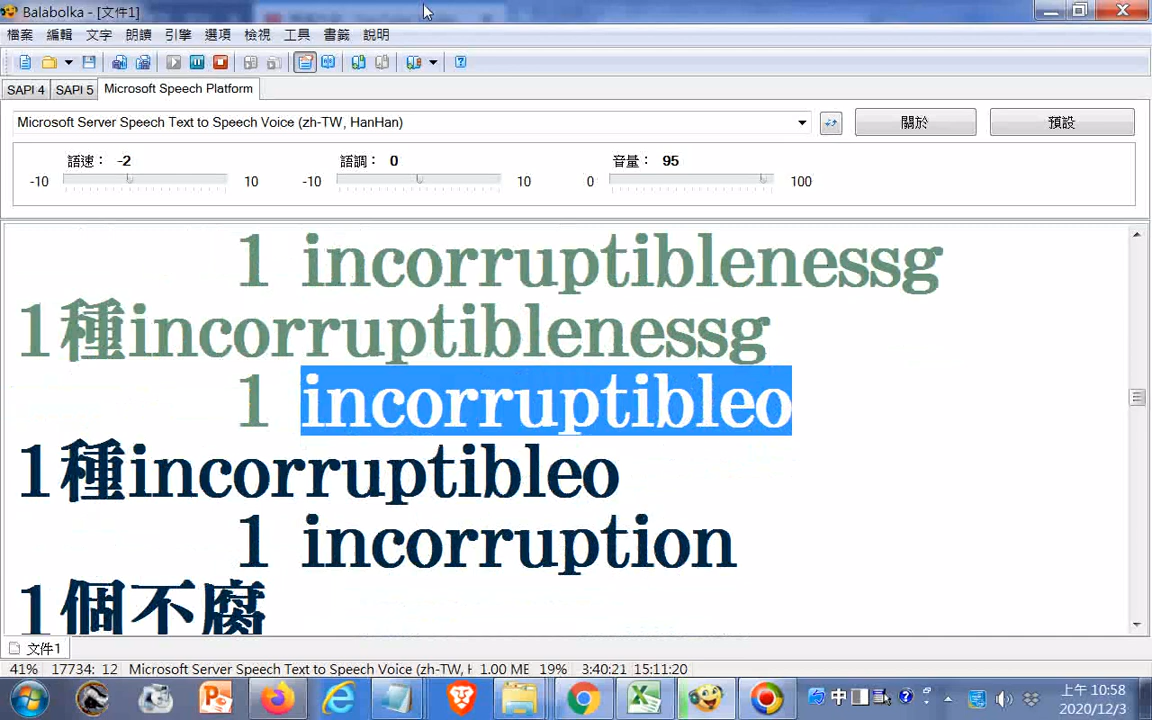 Balabolka - [文件1]
檔案 編輯 文字 朗讀 引擎 選項 檢視 工具 書籤 說明
SAPI 4 SAPI 5 Microsoft Speech Platform
Microsoft Server Speech Text to Speech Voice (zh-TW, HanHan) 關於 預設
語速： -2 語調： 0 音量： 95
-10 10 -10 10 0 100
1 incorruptiblenessg
1種incorruptiblenessg
1 incorruptibleo
1種incorruptibleo
1 incorruption
1個不腐
文件1
41% 17734: 12 Microsoft Server Speech Text to Speech Voice (zh-TW, 1.00 ME 19% 3:40:21 15:11:20
中 上午 10:58
2020/12/3